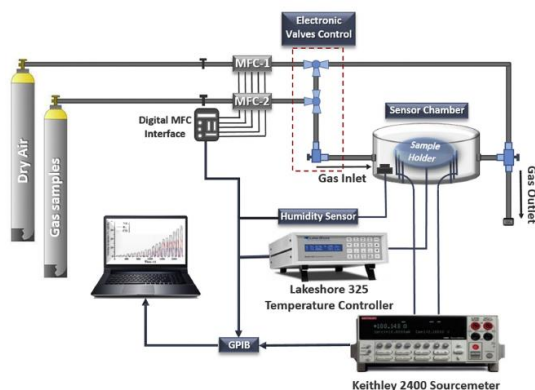 Electronic
Valves Control
MFC-1
MFC-2
Digital MFC
Interface
Dry Air
Gas samples
Sensor Chamber
Sample
Holder
Gas Inlet
Gas Outlet
Humidity Sensor
Lakeshore 325
Temperature Controller
GPIB
Keithley 2400 Sourcemeter